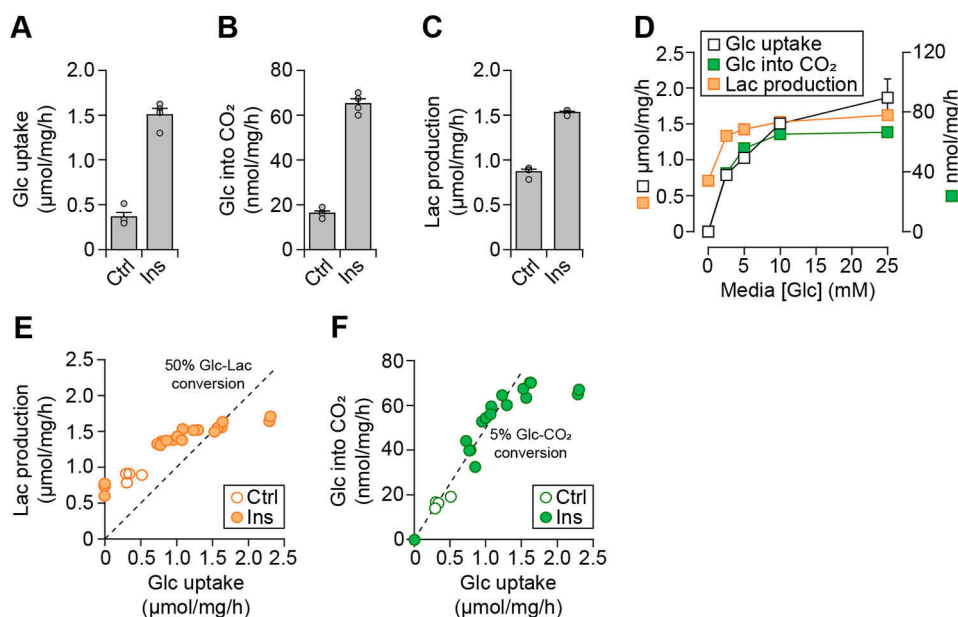 A
Glc uptake
(µmol/mg/h)
2.0
1.5
1.0
0.5
0
Ctrl
Ins
B
Glc into CO₂
(nmol/mg/h)
80
60
40
20
0
Ctrl
Ins
C
Lac production
(µmol/mg/h)
2.0
1.5
1.0
0.5
0
Ctrl
Ins
D
Glc uptake
Glc into CO₂
Lac production
µmol/mg/h
2.5
2.0
1.5
1.0
0.5
0
120
80
40
0
nmol/mg/h
0 5 10 15 20 25
Media [Glc] (mM)
E
Lac production
(µmol/mg/h)
2.5
2.0
1.5
1.0
0.5
0
50% Glc-Lac
conversion
Ctrl
Ins
0 0.5 1.0 1.5 2.0 2.5
Glc uptake
(µmol/mg/h)
F
Glc into CO₂
(nmol/mg/h)
80
60
40
20
0
5% Glc-CO₂
conversion
Ctrl
Ins
0 0.5 1.0 1.5 2.0 2.5
Glc uptake
(µmol/mg/h)